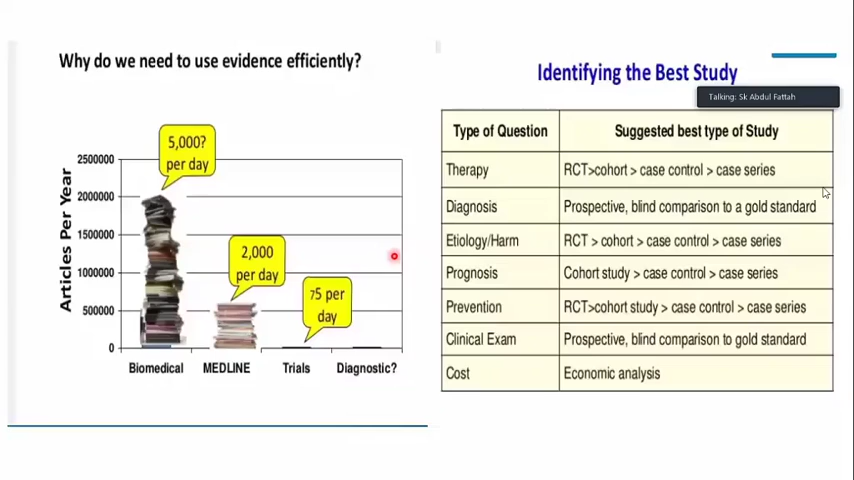 Why do we need to use evidence efficiently?
5,000?
per day
2,000
per day
75 per
day
Articles Per Year
2500000
2000000
1500000
1000000
500000
0
Biomedical MEDLINE Trials Diagnostic?
Identifying the Best Study
Talking: Sk Abdul Fattah
Type of Question Suggested best type of Study
Therapy RCT>cohort > case control > case series
Diagnosis Prospective, blind comparison to a gold standard
Etiology/Harm RCT > cohort > case control > case series
Prognosis Cohort study > case control > case series
Prevention RCT>cohort study > case control > case series
Clinical Exam Prospective, blind comparison to gold standard
Cost Economic analysis